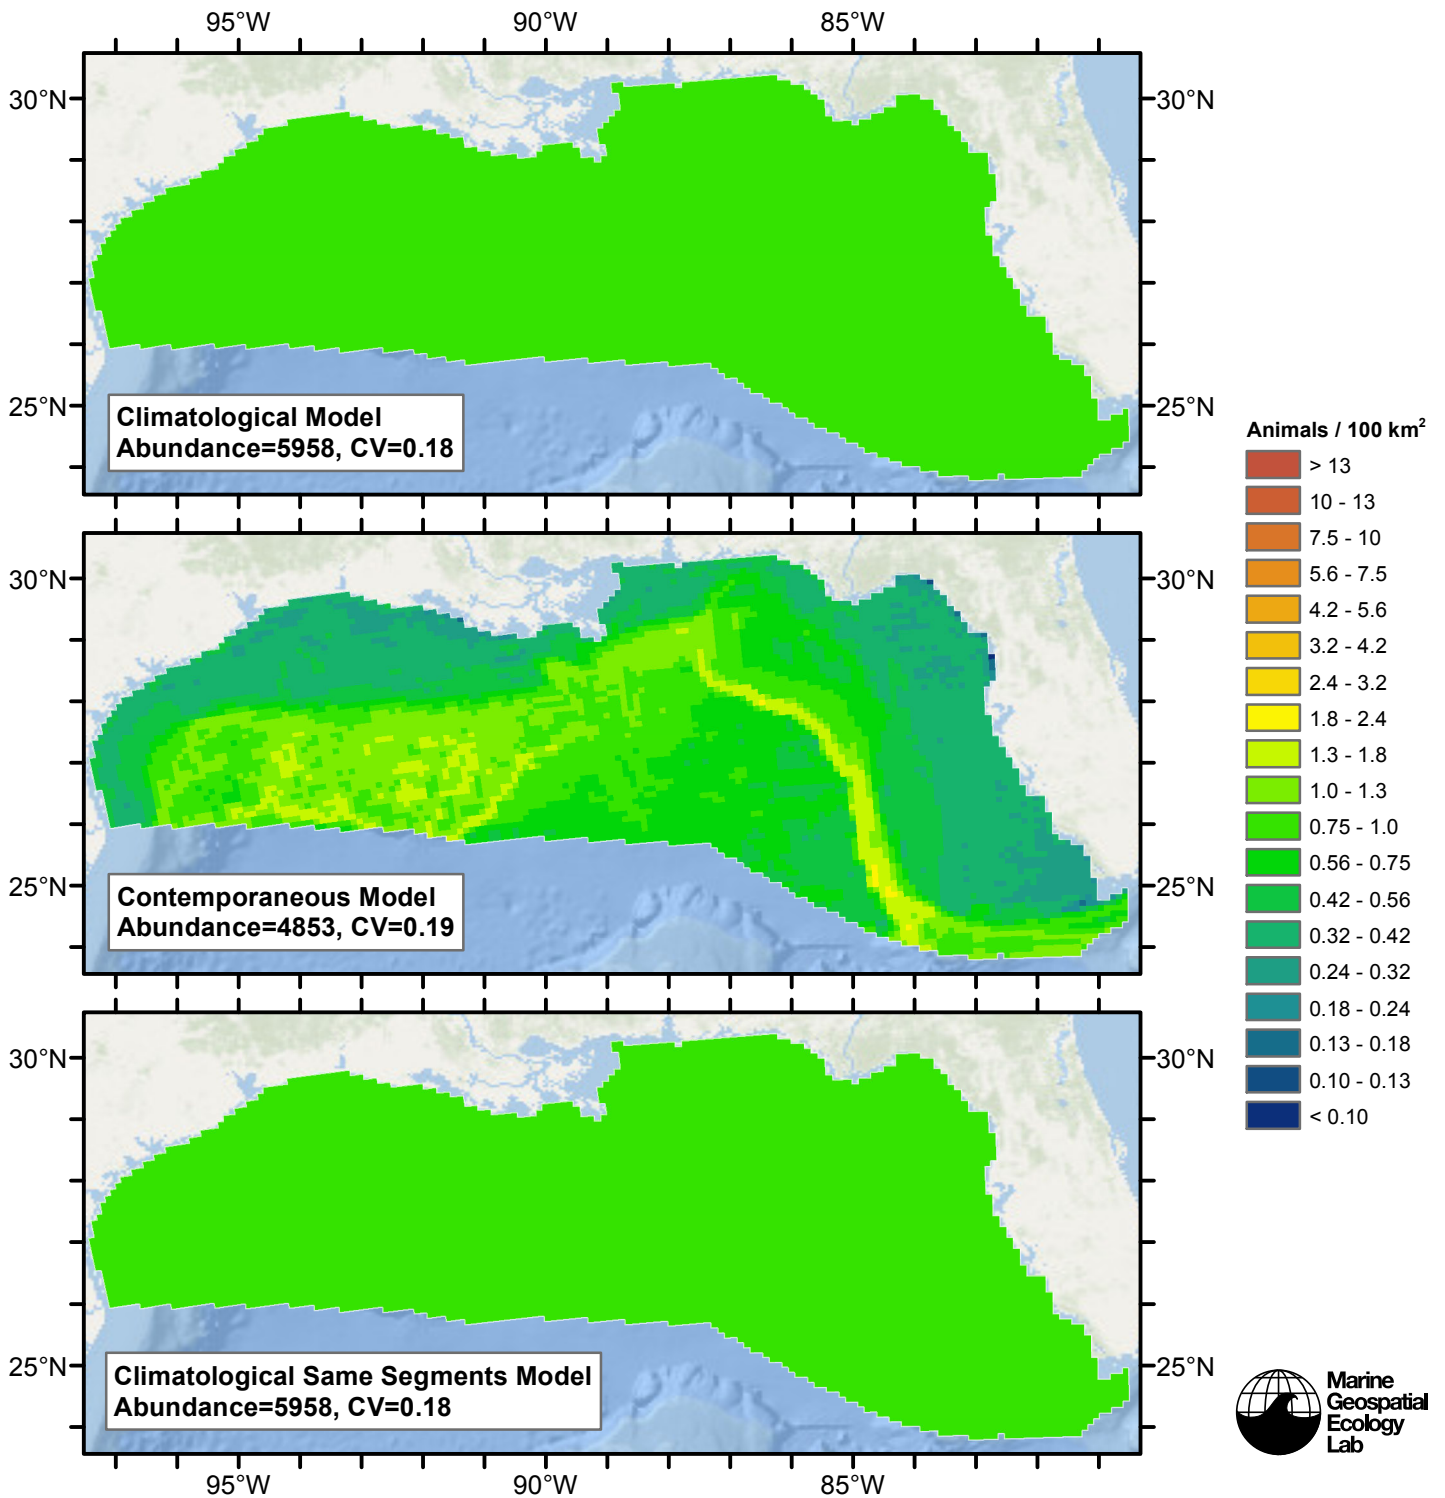 95°W 90°W 85°W
30°N 30°N
25°N 25°N
Climatological Model
Abundance=5958, CV=0.18
30°N 30°N
25°N 25°N
Contemporaneous Model
Abundance=4853, CV=0.19
30°N 30°N
25°N 25°N
Climatological Same Segments Model
Abundance=5958, CV=0.18
95°W 90°W 85°W
Animals / 100 km²
> 13
10 - 13
7.5 - 10
5.6 - 7.5
4.2 - 5.6
3.2 - 4.2
2.4 - 3.2
1.8 - 2.4
1.3 - 1.8
1.0 - 1.3
0.75 - 1.0
0.56 - 0.75
0.42 - 0.56
0.32 - 0.42
0.24 - 0.32
0.18 - 0.24
0.13 - 0.18
0.10 - 0.13
< 0.10
Marine
Geospatial
Ecology
Lab